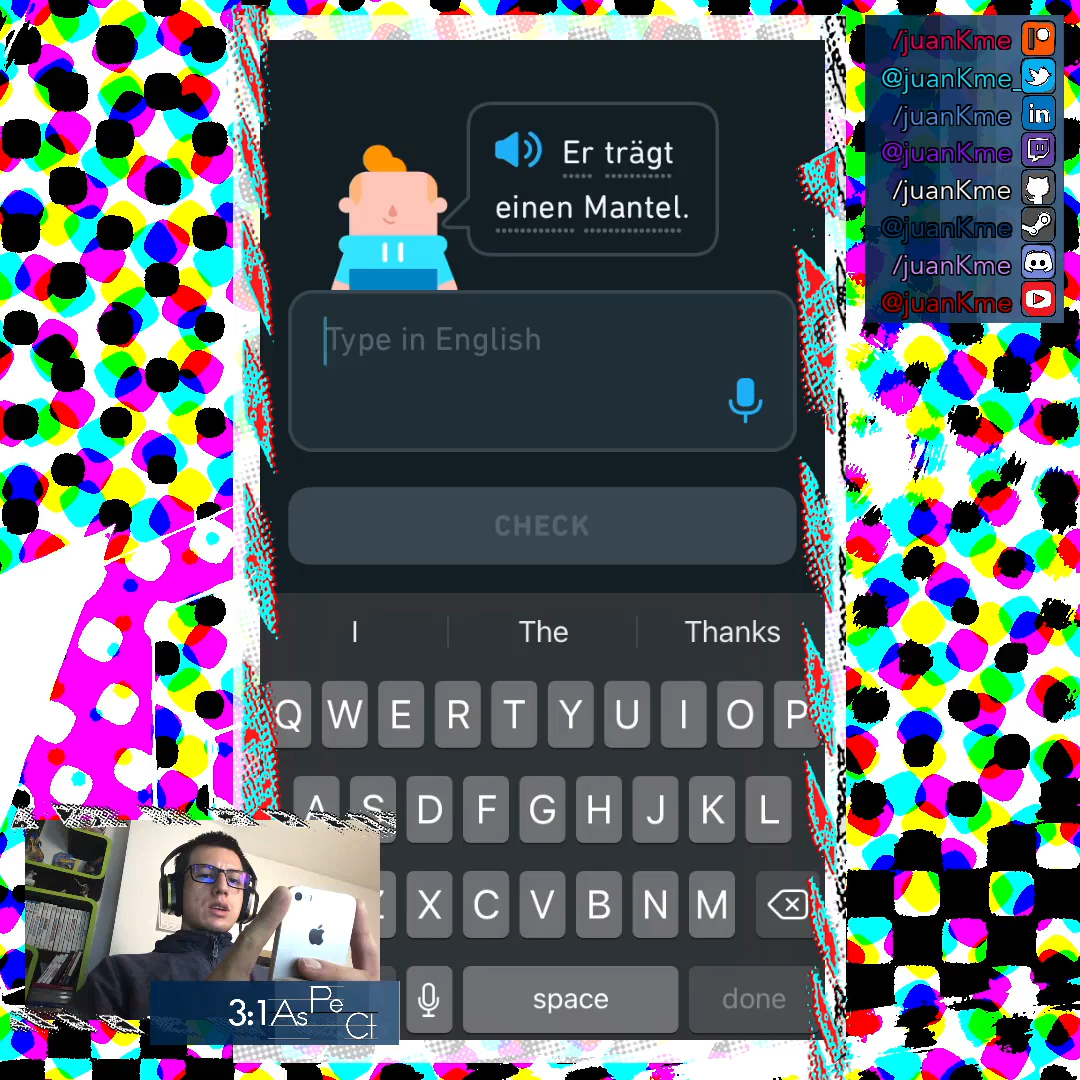 /juanKme
@juanKme_
/juanKme
@juanKme
/juanKme
@juanKme
/juanKme
@juanKme
Er trägt
einen Mantel.
Type in English
CHECK
I The Thanks
Q W E R T Y U I O P
A S D F G H J K L
Z X C V B N M
space done
3:1 AsPeCt